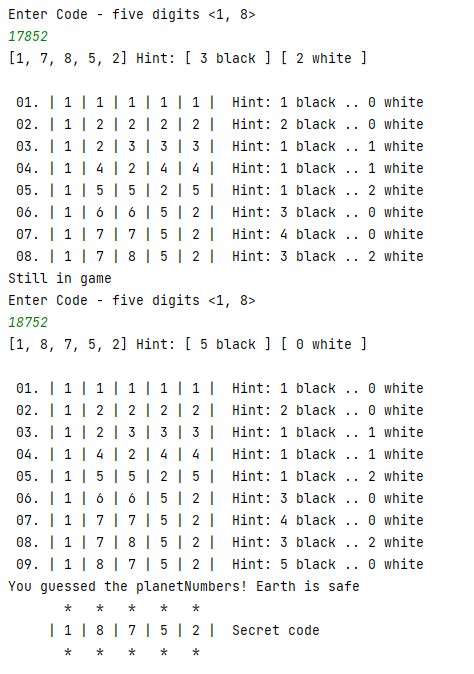 Enter Code - five digits <1, 8>
17852
[1, 7, 8, 5, 2] Hint: [ 3 black ] [ 2 white ]
01. | 1 | 1 | 1 | 1 | 1 |  Hint: 1 black .. 0 white
02. | 1 | 2 | 2 | 2 | 2 |  Hint: 2 black .. 0 white
03. | 1 | 2 | 3 | 3 | 3 |  Hint: 1 black .. 1 white
04. | 1 | 4 | 2 | 4 | 4 |  Hint: 1 black .. 1 white
05. | 1 | 5 | 5 | 2 | 5 |  Hint: 1 black .. 2 white
06. | 1 | 6 | 6 | 5 | 2 |  Hint: 3 black .. 0 white
07. | 1 | 7 | 7 | 5 | 2 |  Hint: 4 black .. 0 white
08. | 1 | 7 | 8 | 5 | 2 |  Hint: 3 black .. 2 white
Still in game
Enter Code - five digits <1, 8>
18752
[1, 8, 7, 5, 2] Hint: [ 5 black ] [ 0 white ]
01. | 1 | 1 | 1 | 1 | 1 |  Hint: 1 black .. 0 white
02. | 1 | 2 | 2 | 2 | 2 |  Hint: 2 black .. 0 white
03. | 1 | 2 | 3 | 3 | 3 |  Hint: 1 black .. 1 white
04. | 1 | 4 | 2 | 4 | 4 |  Hint: 1 black .. 1 white
05. | 1 | 5 | 5 | 2 | 5 |  Hint: 1 black .. 2 white
06. | 1 | 6 | 6 | 5 | 2 |  Hint: 3 black .. 0 white
07. | 1 | 7 | 7 | 5 | 2 |  Hint: 4 black .. 0 white
08. | 1 | 7 | 8 | 5 | 2 |  Hint: 3 black .. 2 white
09. | 1 | 8 | 7 | 5 | 2 |  Hint: 5 black .. 0 white
You guessed the planetNumbers! Earth is safe
* * * * *
| 1 | 8 | 7 | 5 | 2 |  Secret code
* * * * *